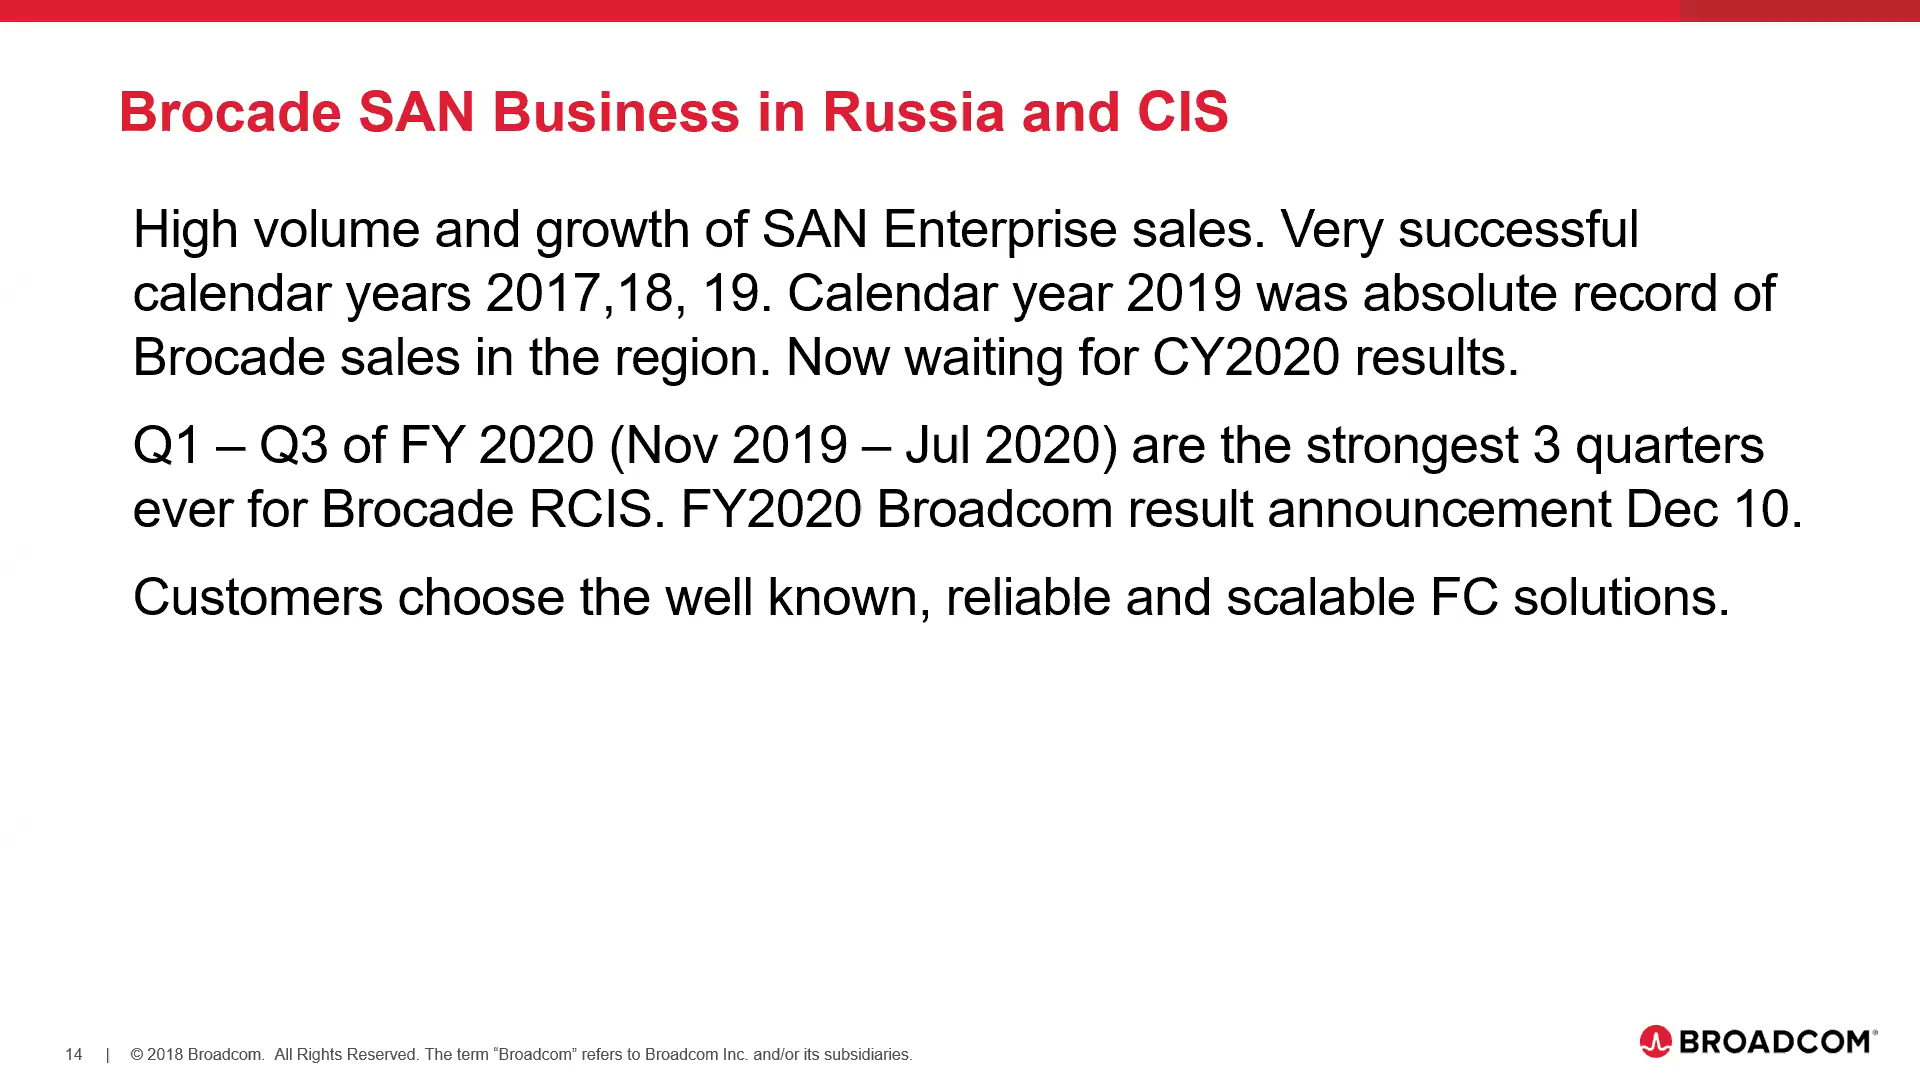 Brocade SAN Business in Russia and CIS
High volume and growth of SAN Enterprise sales. Very successful
calendar years 2017,18, 19. Calendar year 2019 was absolute record of
Brocade sales in the region. Now waiting for CY2020 results.
Q1 – Q3 of FY 2020 (Nov 2019 – Jul 2020) are the strongest 3 quarters
ever for Brocade RCIS. FY2020 Broadcom result announcement Dec 10.
Customers choose the well known, reliable and scalable FC solutions.
14 | © 2018 Broadcom. All Rights Reserved. The term “Broadcom” refers to Broadcom Inc. and/or its subsidiaries.
BROADCOM®